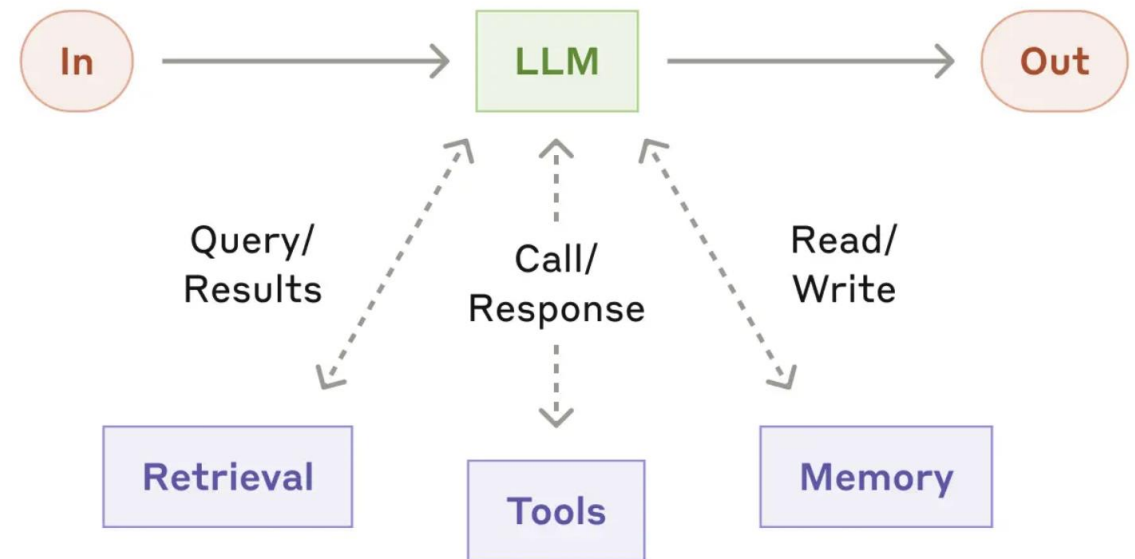 In
LLM
Out
Query/
Results
Call/
Response
Read/
Write
Retrieval
Tools
Memory